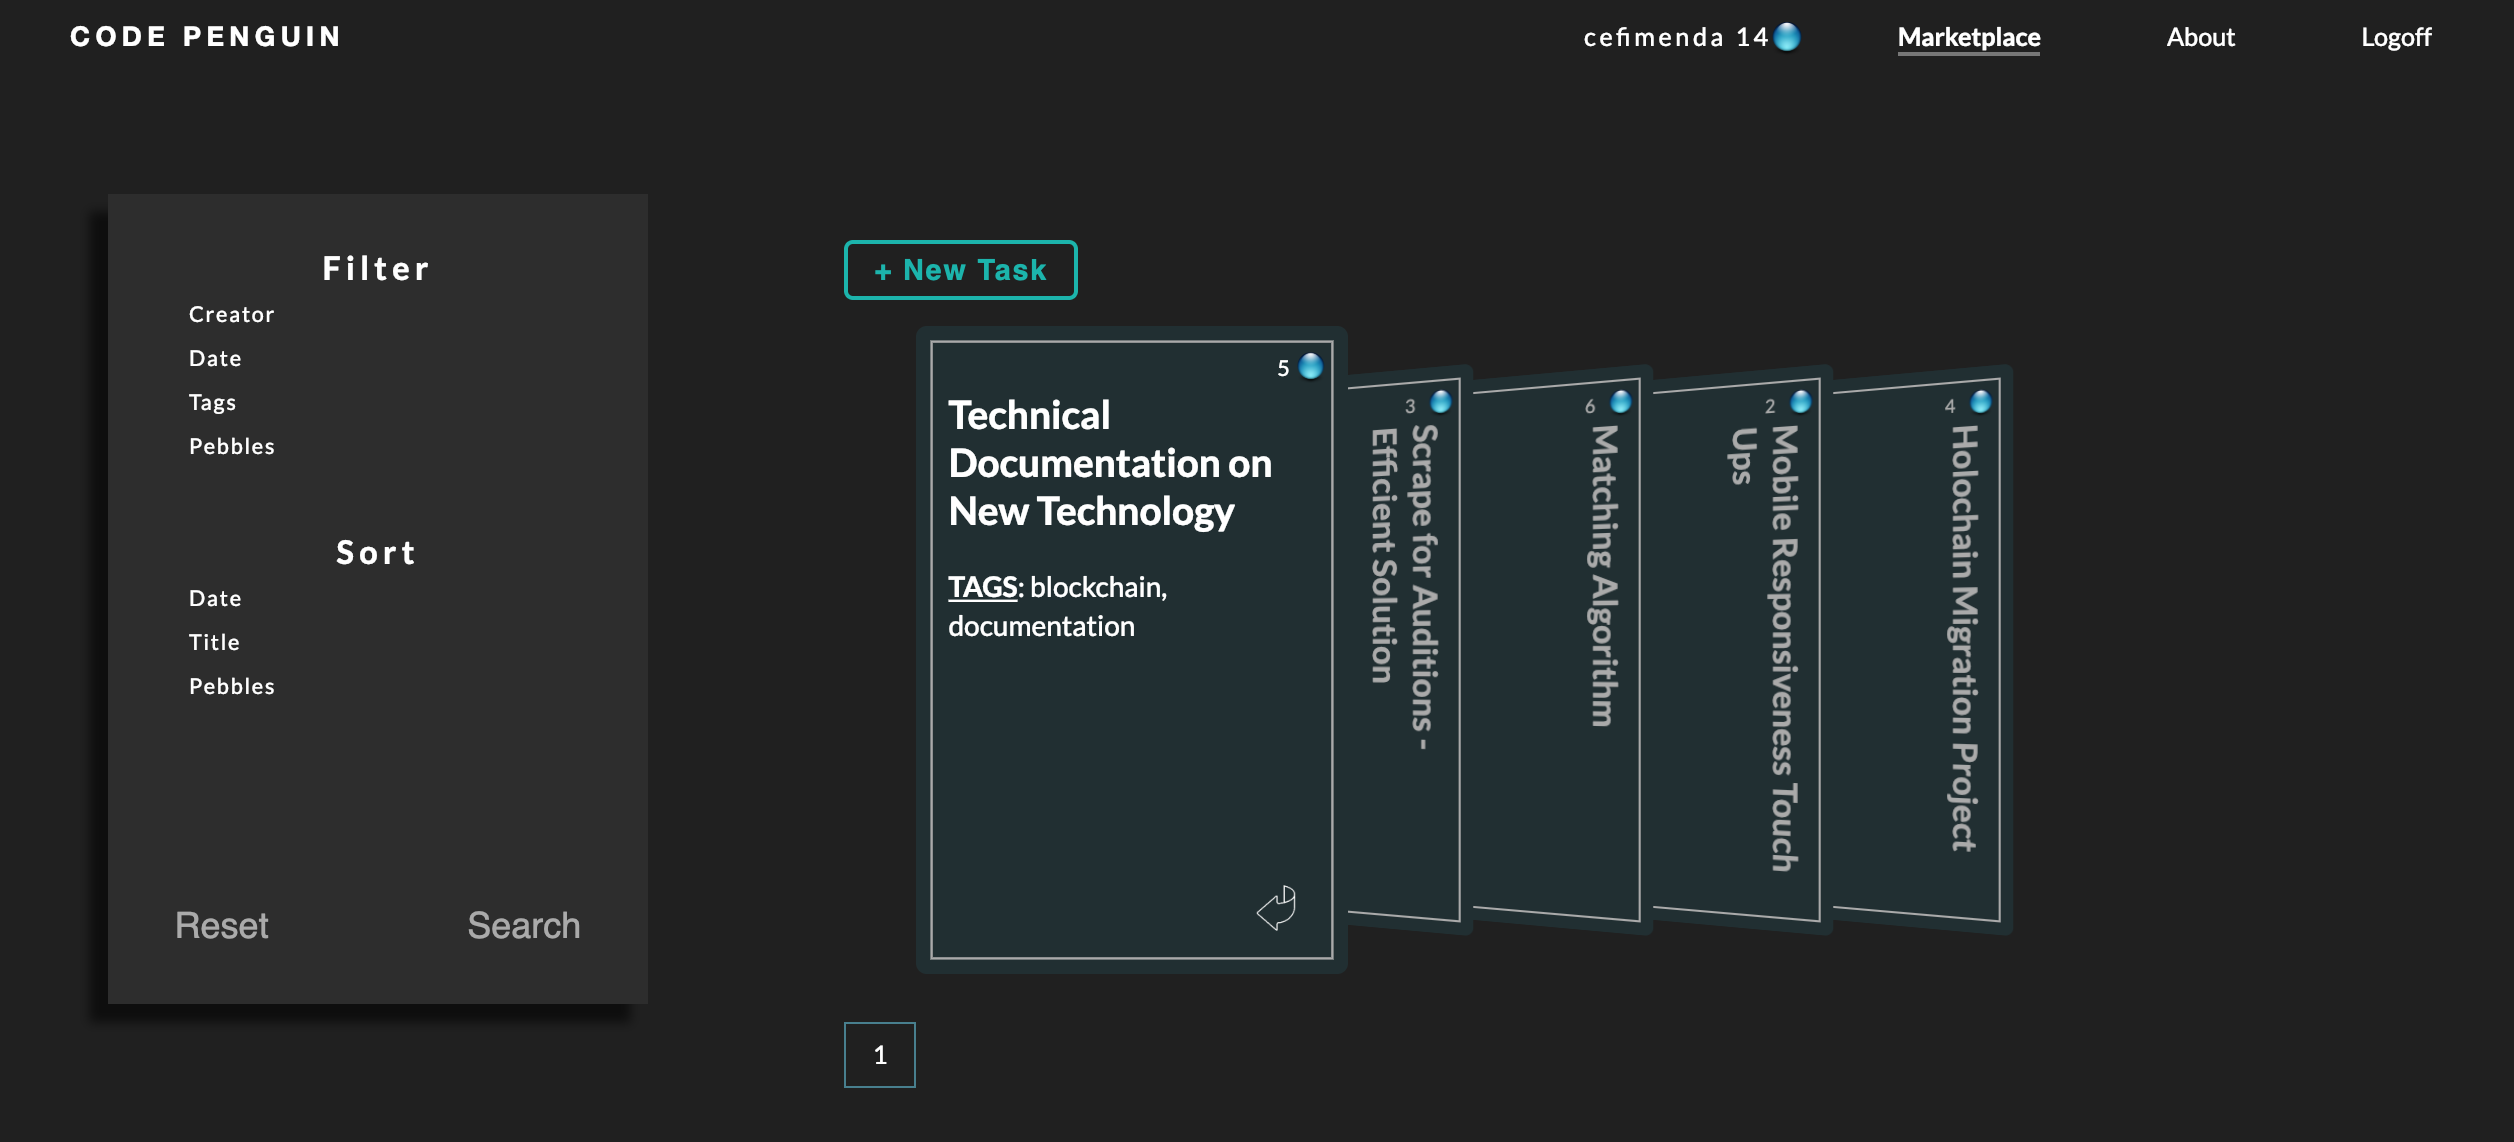 CODE PENGUIN
cefimenda 14
Marketplace
About
Logoff
Filter
Creator
Date
Tags
Pebbles
Sort
Date
Title
Pebbles
Reset
Search
+ New Task
5
Technical
Documentation on
New Technology
TAGS: blockchain,
documentation
3
Scrape for Auditions -
Efficient Solution
6
Matching Algorithm
2
Mobile Responsiveness Touch
Ups
4
Holochain Migration Project
1